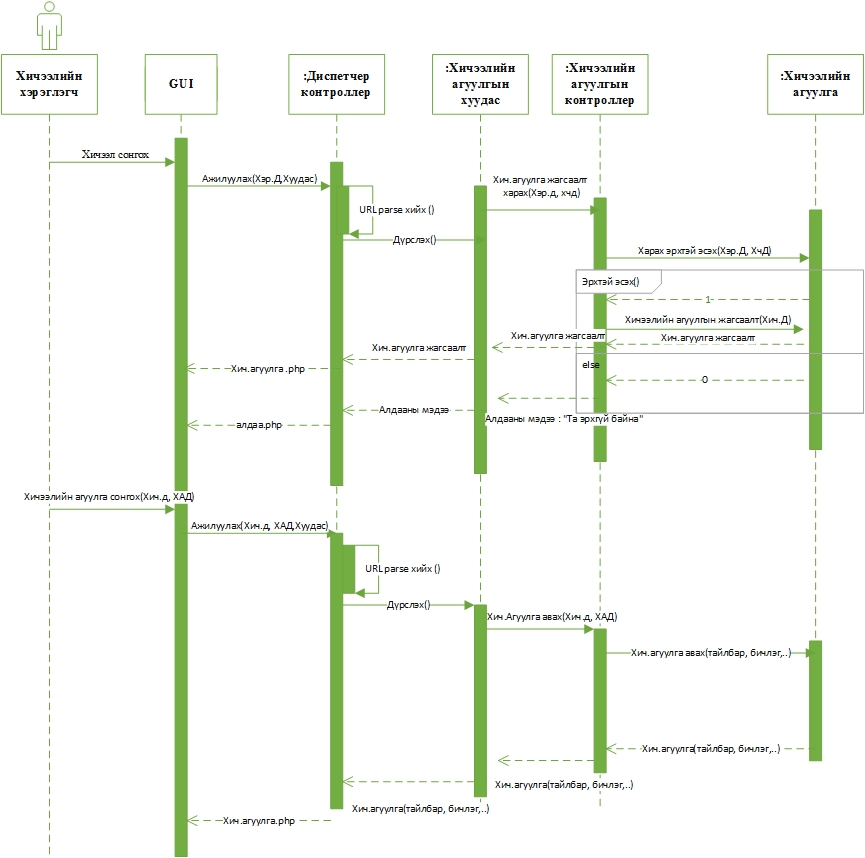 Хичээлийн
хэрэглэгч
GUI
:Диспетчер
контроллер
:Хичээлийн
агуулгын
хуудас
:Хичээлийн
агуулгын
контроллер
:Хичээлийн
агуулга
Хичээл сонгох
Ажилуулах(Хэр.Д,Хуудас)
URL parse хийх ()
Дүрслэх()
Хич.агуулга жагсаалт
харах(Хэр.д, хчд)
Харах эрхтэй эсэх(Хэр.Д, ХчД)
Эрхтэй эсэх()
1
Хичээлийн агуулгын жагсаалт(Хич.Д)
Хич.агуулга жагсаалт
Хич.агуулга жагсаалт
Хич.агуулга жагсаалт
Хич.агуулга .php
else
0
Алдааны мэдээ : "Та эрхгүй байна"
Алдааны мэдээ
алдаа.php
Хичээлийн агуулга сонгох(Хич.д, ХАД)
Ажилуулах(Хич.д, ХАД,Хуудас)
URL parse хийх ()
Дүрслэх()
Хич.Агуулга авах(Хич.д, ХАД)
Хич.агуулга авах(тайлбар, бичлэг,..)
Хич.агуулга(тайлбар, бичлэг,..)
Хич.агуулга(тайлбар, бичлэг,..)
Хич.агуулга(тайлбар, бичлэг,..)
Хич.агуулга.php